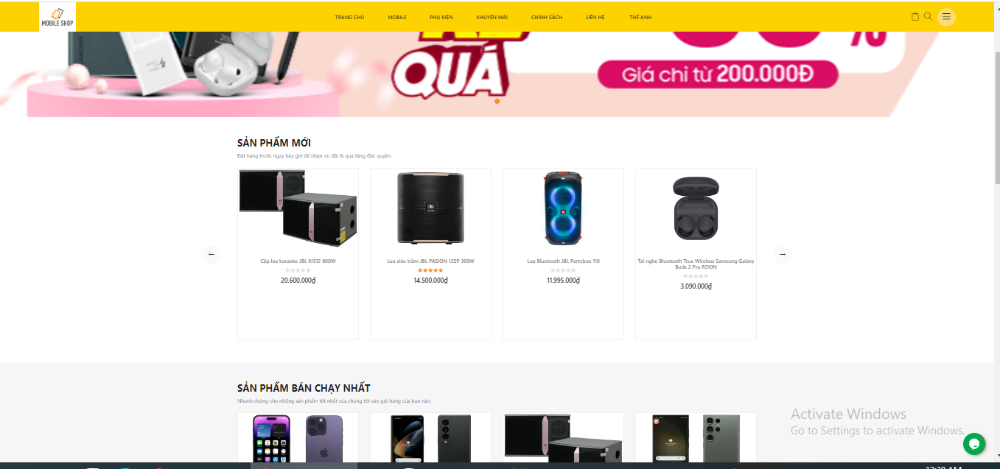 MOBILE SHOP
TRANG CHỦ
MOBILE
PHỤ KIỆN
KHUYẾN MÃI
CHÍNH SÁCH
LIÊN HỆ
THẾ ANH
QUÁ
Giá chỉ từ 200.000Đ
SẢN PHẨM MỚI
Đặt hàng trước ngay bây giờ để nhận ưu đãi & quà tặng độc quyền
←
→
Cặp loa karaoke JBL KI512 800W
20.600.000₫
Loa siêu trầm JBL PASION 12SP 300W
14.500.000₫
Loa Bluetooth JBL Partybox 110
11.995.000₫
Tai nghe Bluetooth True Wireless Samsung Galaxy
Buds 2 Pro R510N
3.090.000₫
SẢN PHẨM BÁN CHẠY NHẤT
Nhanh chóng cho những sản phẩm tốt nhất của chúng tôi vào giỏ hàng của bạn nào.
Activate Windows
Go to Settings to activate Windows.